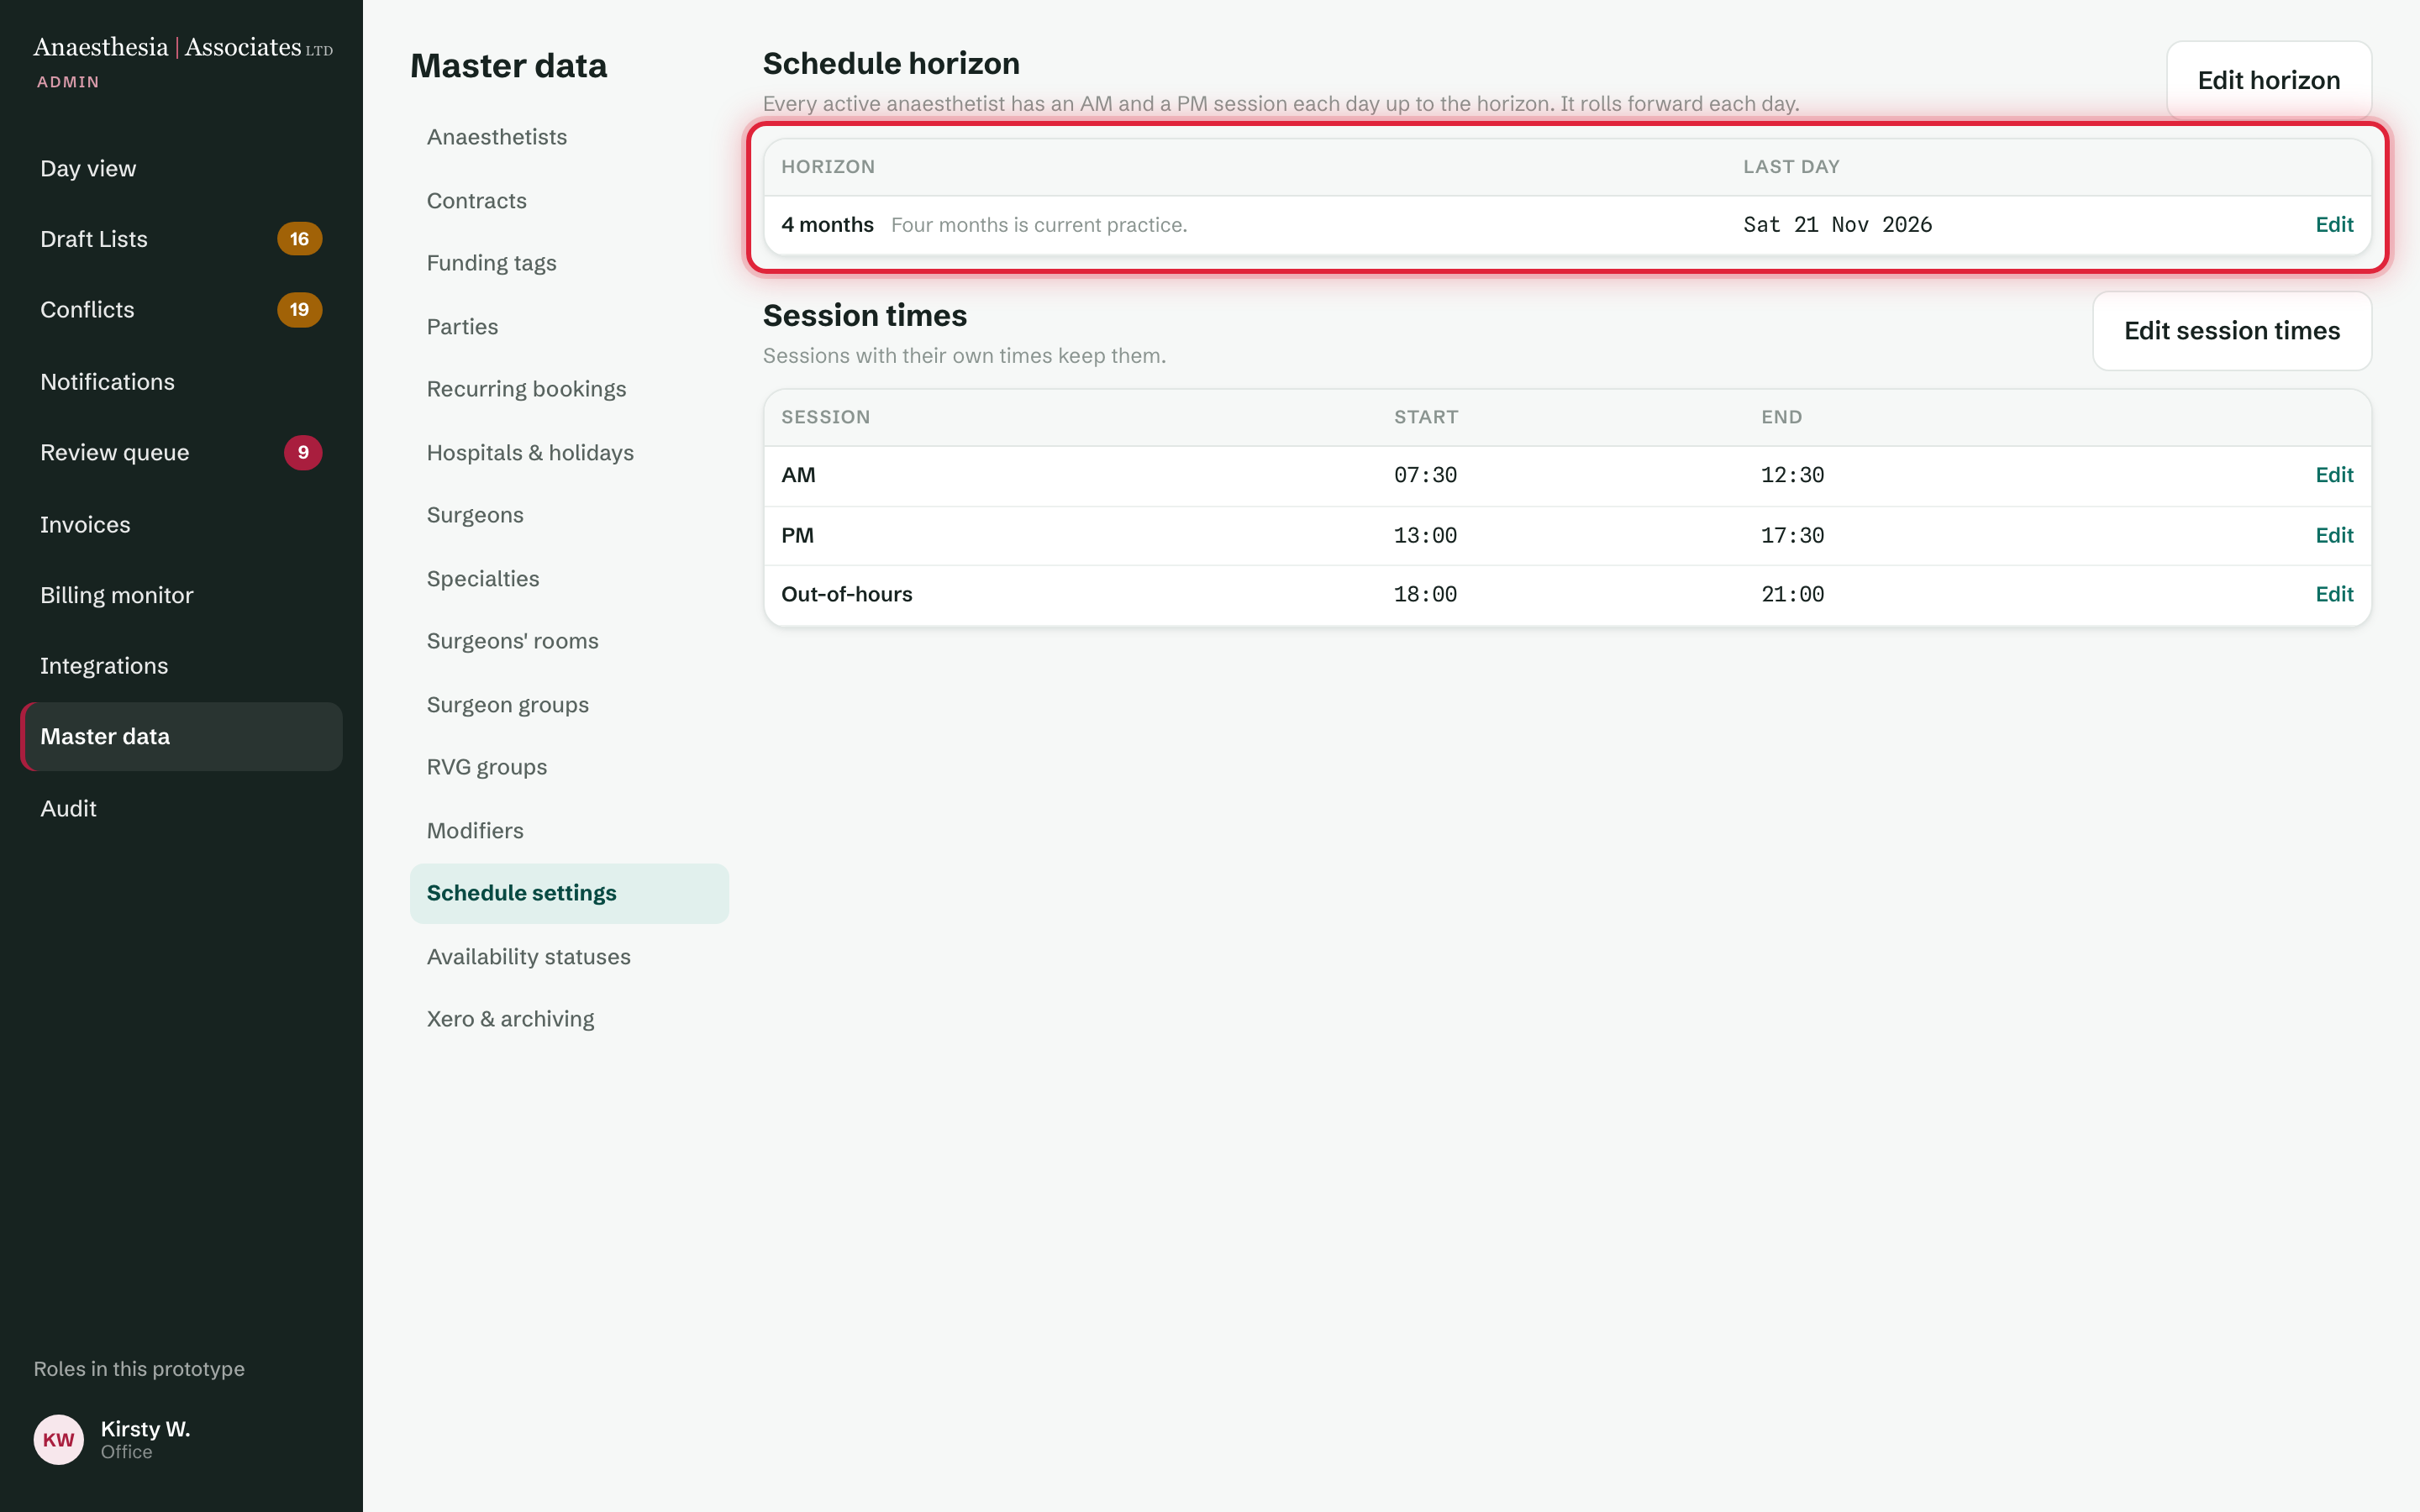 Anaesthesia | Associates LTD
ADMIN
Day view
Draft Lists 16
Conflicts 19
Notifications
Review queue 9
Invoices
Billing monitor
Integrations
Master data
Audit
Roles in this prototype
KW
Kirsty W.
Office
Master data
Anaesthetists
Contracts
Funding tags
Parties
Recurring bookings
Hospitals & holidays
Surgeons
Specialties
Surgeons' rooms
Surgeon groups
RVG groups
Modifiers
Schedule settings
Availability statuses
Xero & archiving
Schedule horizon
Every active anaesthetist has an AM and a PM session each day up to the horizon. It rolls forward each day.
Edit horizon
HORIZON LAST DAY
4 months Four months is current practice. Sat 21 Nov 2026 Edit
Session times
Sessions with their own times keep them.
Edit session times
SESSION START END
AM 07:30 12:30 Edit
PM 13:00 17:30 Edit
Out-of-hours 18:00 21:00 Edit